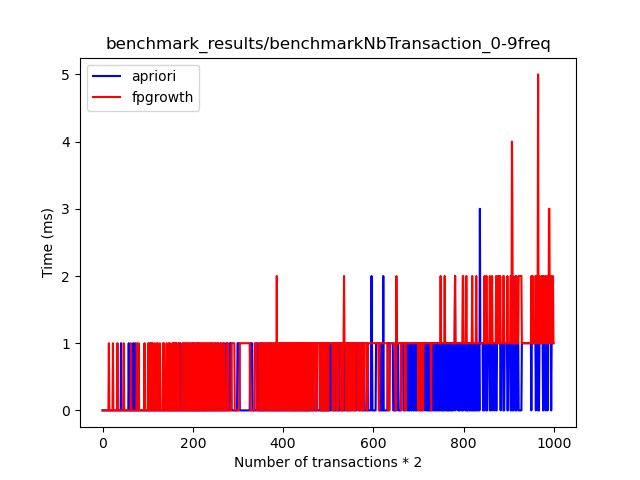 benchmark_results/benchmarkNbTransaction_0-9freq
apriori
fpgrowth
Time (ms)
5
4
3
2
1
0
0 200 400 600 800 1000
Number of transactions * 2